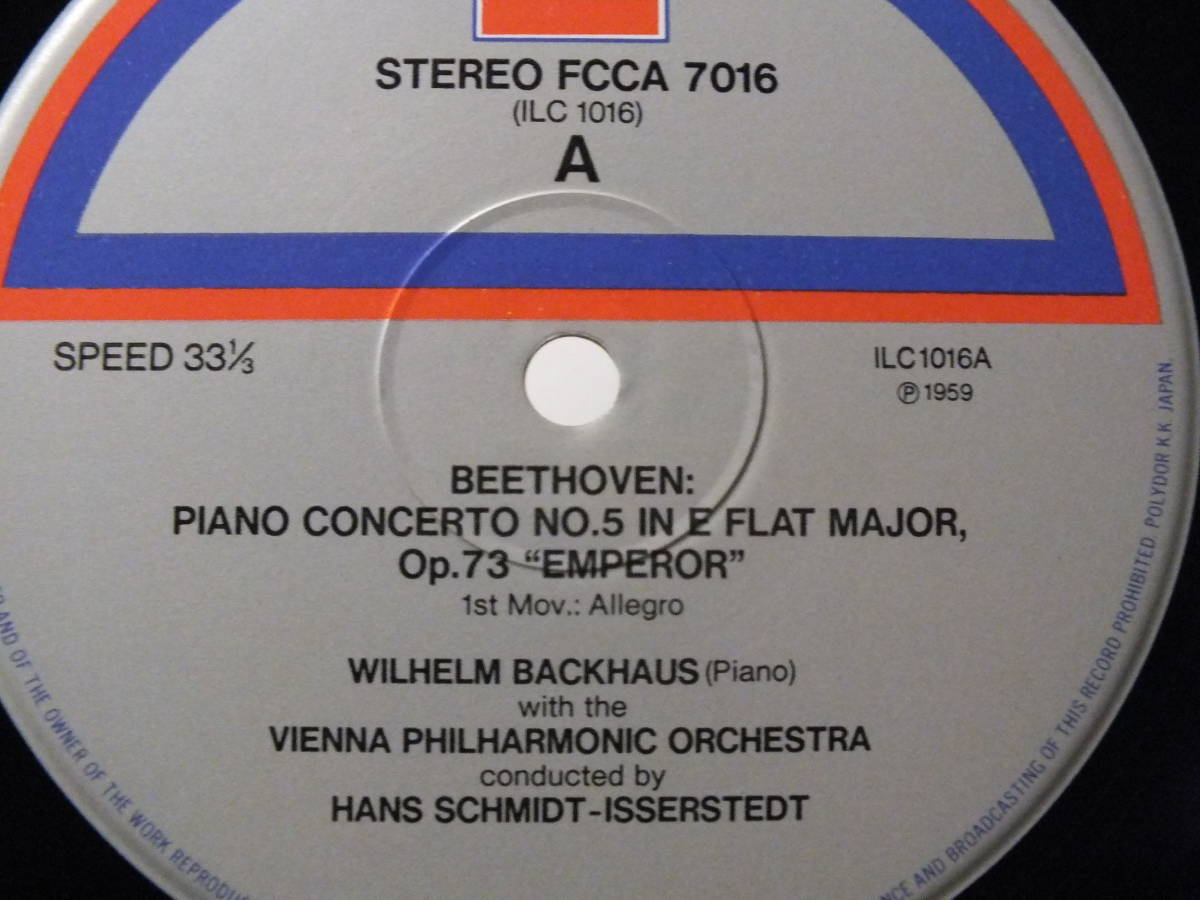 STEREO FCCA 7016
(ILC 1016)
A
SPEED 33⅓
ILC1016A
Ⓟ 1959
BEETHOVEN:
PIANO CONCERTO NO.5 IN E FLAT MAJOR,
Op.73 “EMPEROR”
1st Mov.: Allegro
WILHELM BACKHAUS (Piano)
with the
VIENNA PHILHARMONIC ORCHESTRA
conducted by
HANS SCHMIDT-ISSERSTEDT
AND OF THE OWNER OF THE WORK
AND BROADCASTING OF THIS RECORD PROHIBITED. POLYDOR K.K. JAPAN.